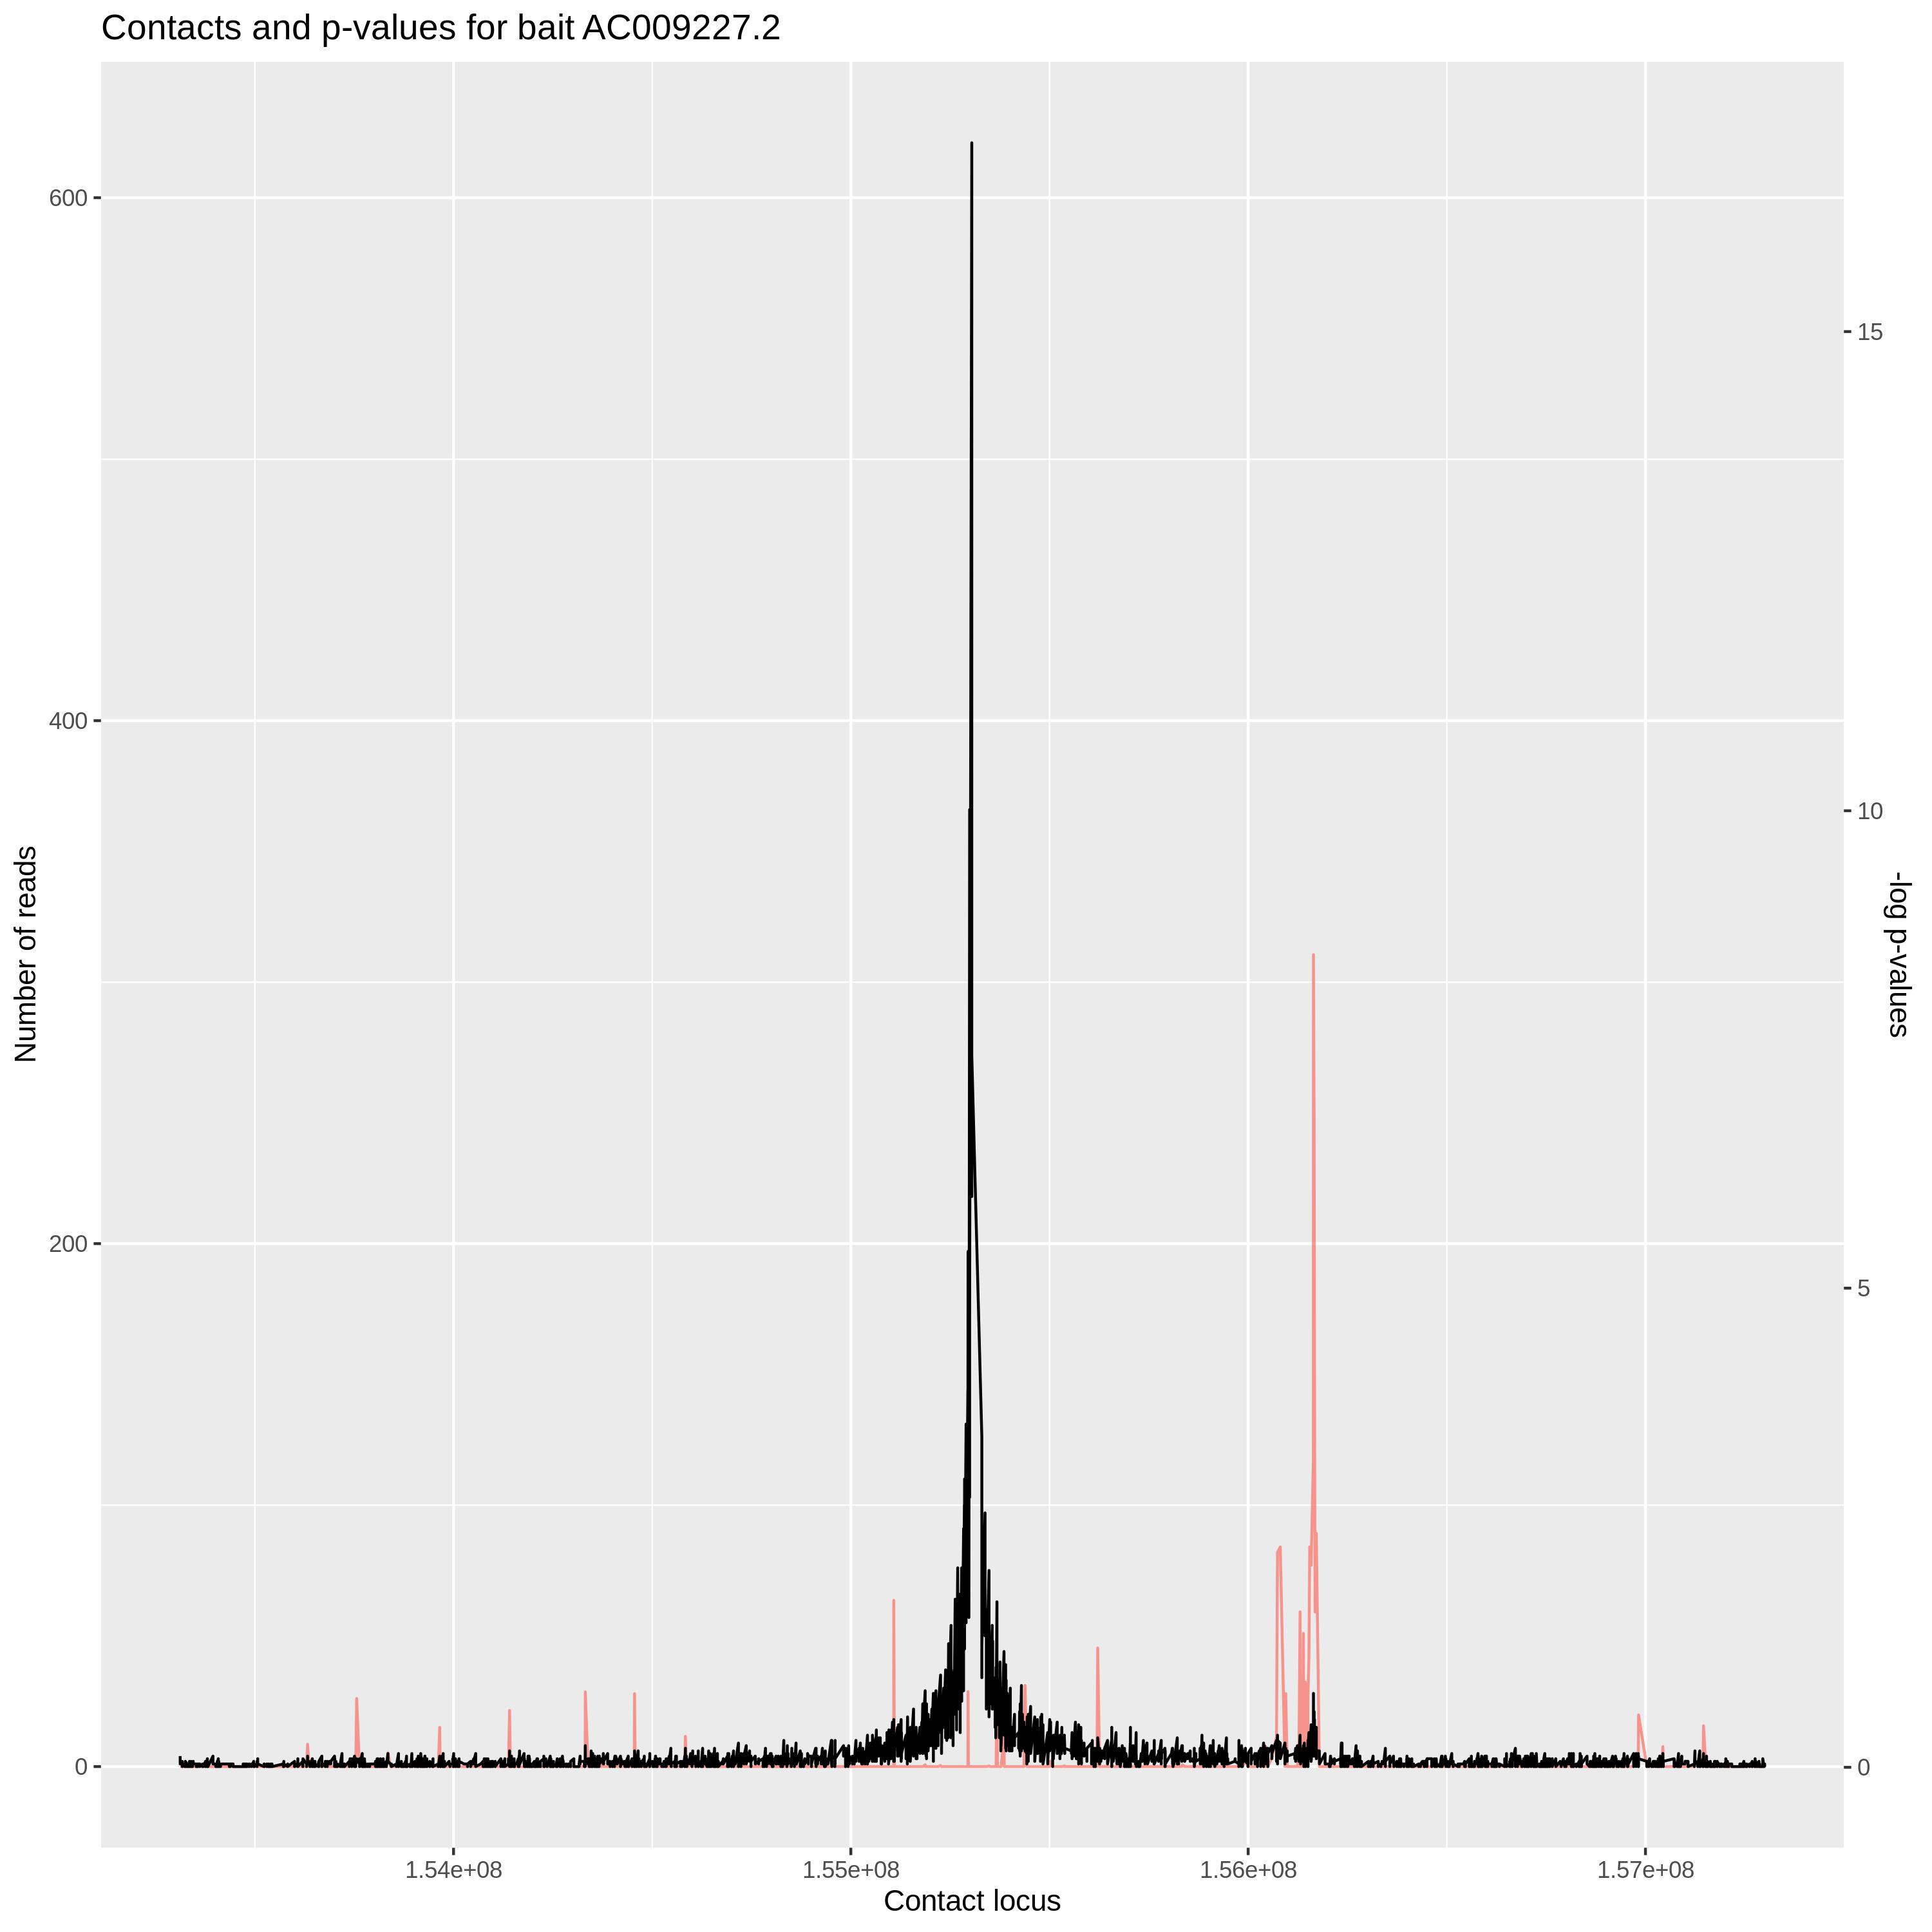 Contacts and p-values for bait AC009227.2
600
400
200
0
Number of reads
15
10
5
0
-log p-values
1.54e+08
1.55e+08
1.56e+08
1.57e+08
Contact locus